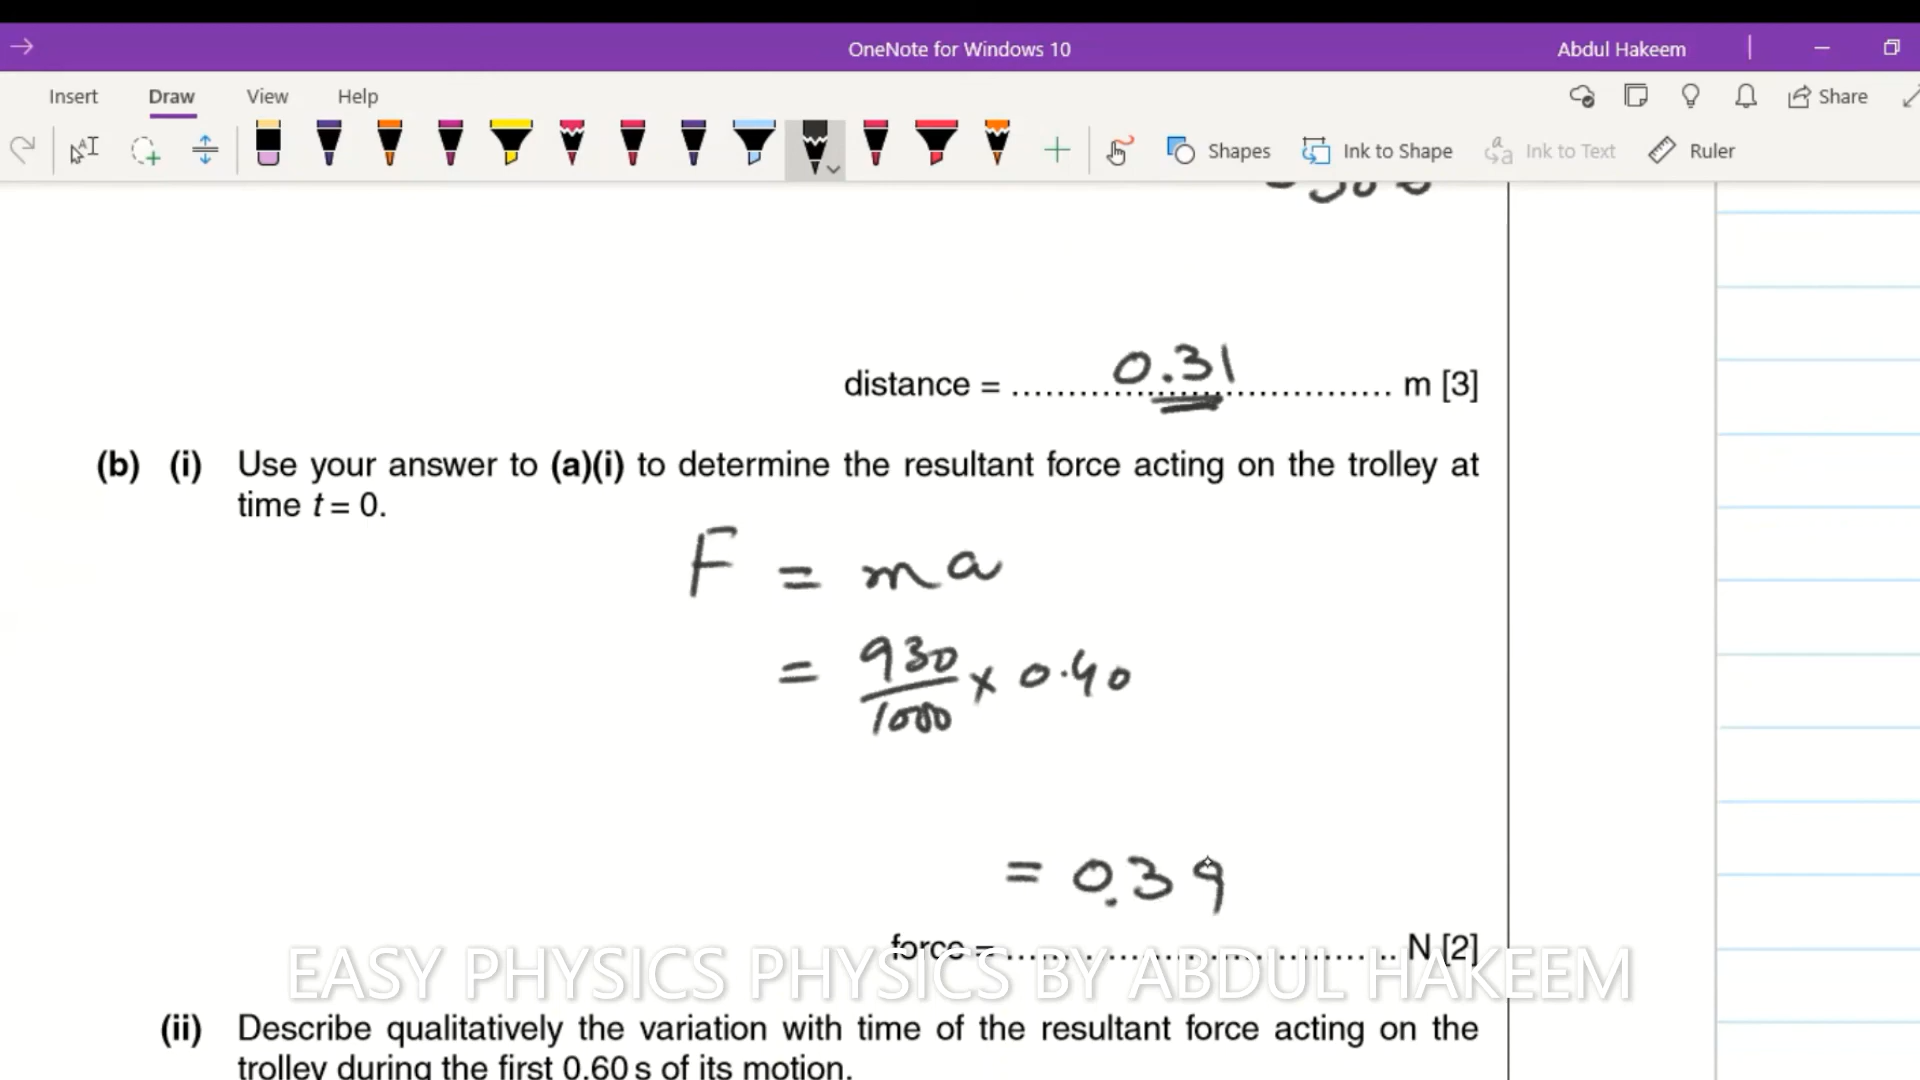 OneNote for Windows 10
Abdul Hakeem
Insert Draw View Help
Share
Shapes Ink to Shape Ink to Text Ruler
distance = 0.31 m [3]
(b) (i) Use your answer to (a)(i) to determine the resultant force acting on the trolley at
time t = 0.
F = ma
= 930/1000 × 0.40
= 0.39
force = N [2]
EASY PHYSICS PHYSICS BY ABDUL HAKEEM
(ii) Describe qualitatively the variation with time of the resultant force acting on the
trolley during the first 0.60 s of its motion.